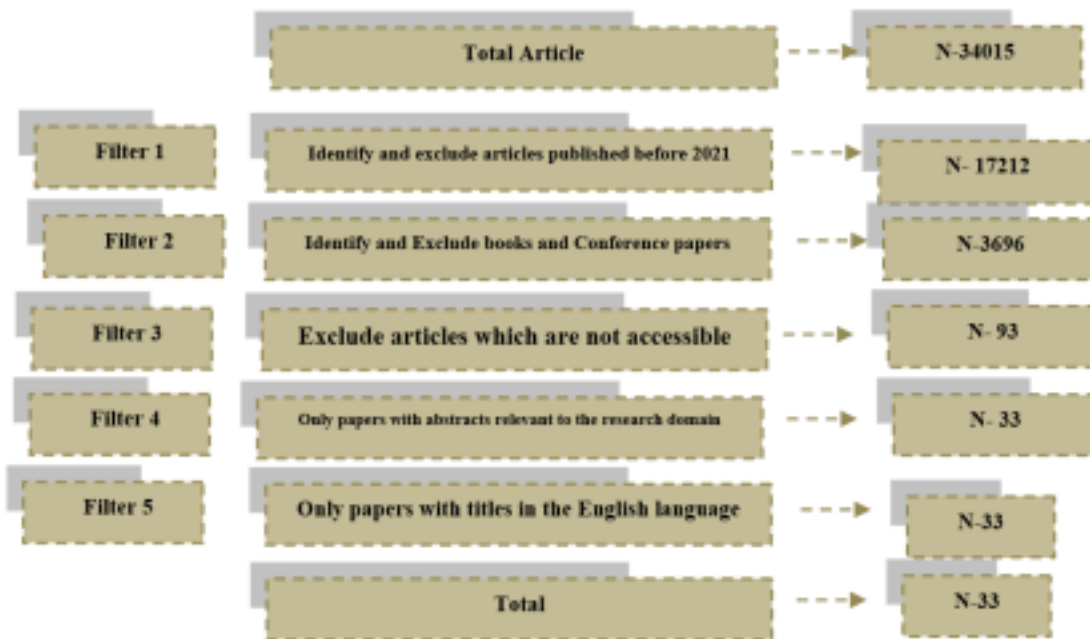 Total Article
N-34015
Filter 1
Identify and exclude articles published before 2021
N- 17212
Filter 2
Identify and Exclude books and Conference papers
N-3696
Filter 3
Exclude articles which are not accessible
N- 93
Filter 4
Only papers with abstracts relevant to the research domain
N- 33
Filter 5
Only papers with titles in the English language
N-33
Total
N-33